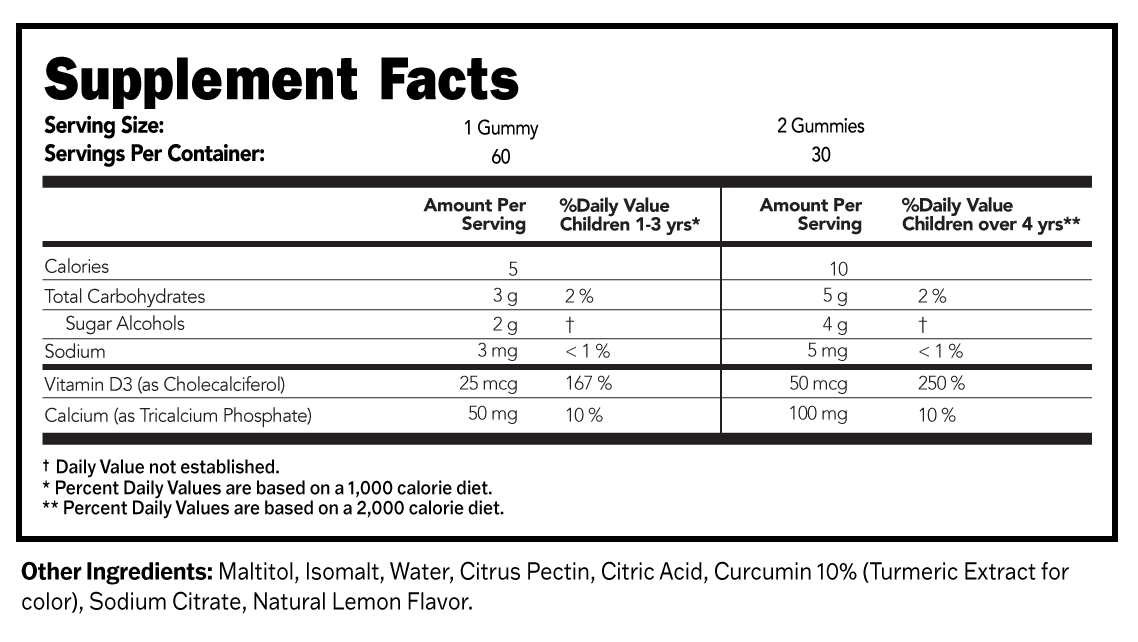 Supplement Facts
Serving Size: 1 Gummy 2 Gummies
Servings Per Container: 60 30
Amount Per Serving %Daily Value Children 1-3 yrs* Amount Per Serving %Daily Value Children over 4 yrs**
Calories 5 10
Total Carbohydrates 3 g 2 % 5 g 2 %
Sugar Alcohols 2 g † 4 g †
Sodium 3 mg < 1 % 5 mg < 1 %
Vitamin D3 (as Cholecalciferol) 25 mcg 167 % 50 mcg 250 %
Calcium (as Tricalcium Phosphate) 50 mg 10 % 100 mg 10 %
† Daily Value not established.
* Percent Daily Values are based on a 1,000 calorie diet.
** Percent Daily Values are based on a 2,000 calorie diet.
Other Ingredients: Maltitol, Isomalt, Water, Citrus Pectin, Citric Acid, Curcumin 10% (Turmeric Extract for
color), Sodium Citrate, Natural Lemon Flavor.